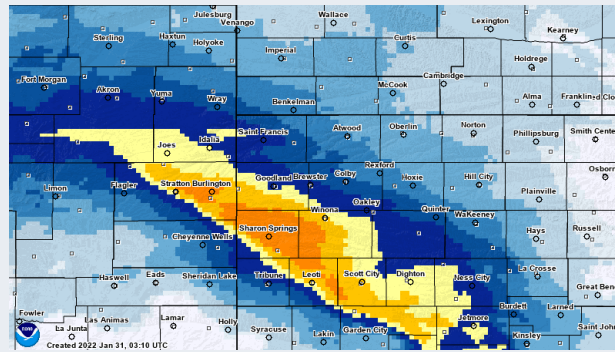 Julesburg
Venango
Wallace
Lexington
Kearney
Sterling
Haxtun
Holyoke
Imperial
Curtis
Holdrege
Fort Morgan
Akron
Yuma
Wray
Benkelman
McCook
Cambridge
Alma
Franklin
Joes
Idalia
Saint Francis
Atwood
Oberlin
Norton
Phillipsburg
Smith Cente
Limon
Flagler
Stratton
Burlington
Goodland
Brewster
Colby
Rexford
Hoxie
Hill City
Plainville
Osbor
Cheyenne Wells
Sharon Springs
Winona
Oakley
Quinter
WaKeeney
Hays
Russell
Haswell
Eads
Sheridan Lake
Tribune
Leoti
Scott City
Dighton
Ness City
La Crosse
Great Bend
Fowler
La Junta
Las Animas
Lamar
Holly
Syracuse
Lakin
Garden City
Jetmore
Burdett
Larned
Kinsley
Saint John
Created 2022 Jan 31, 03:10 UTC